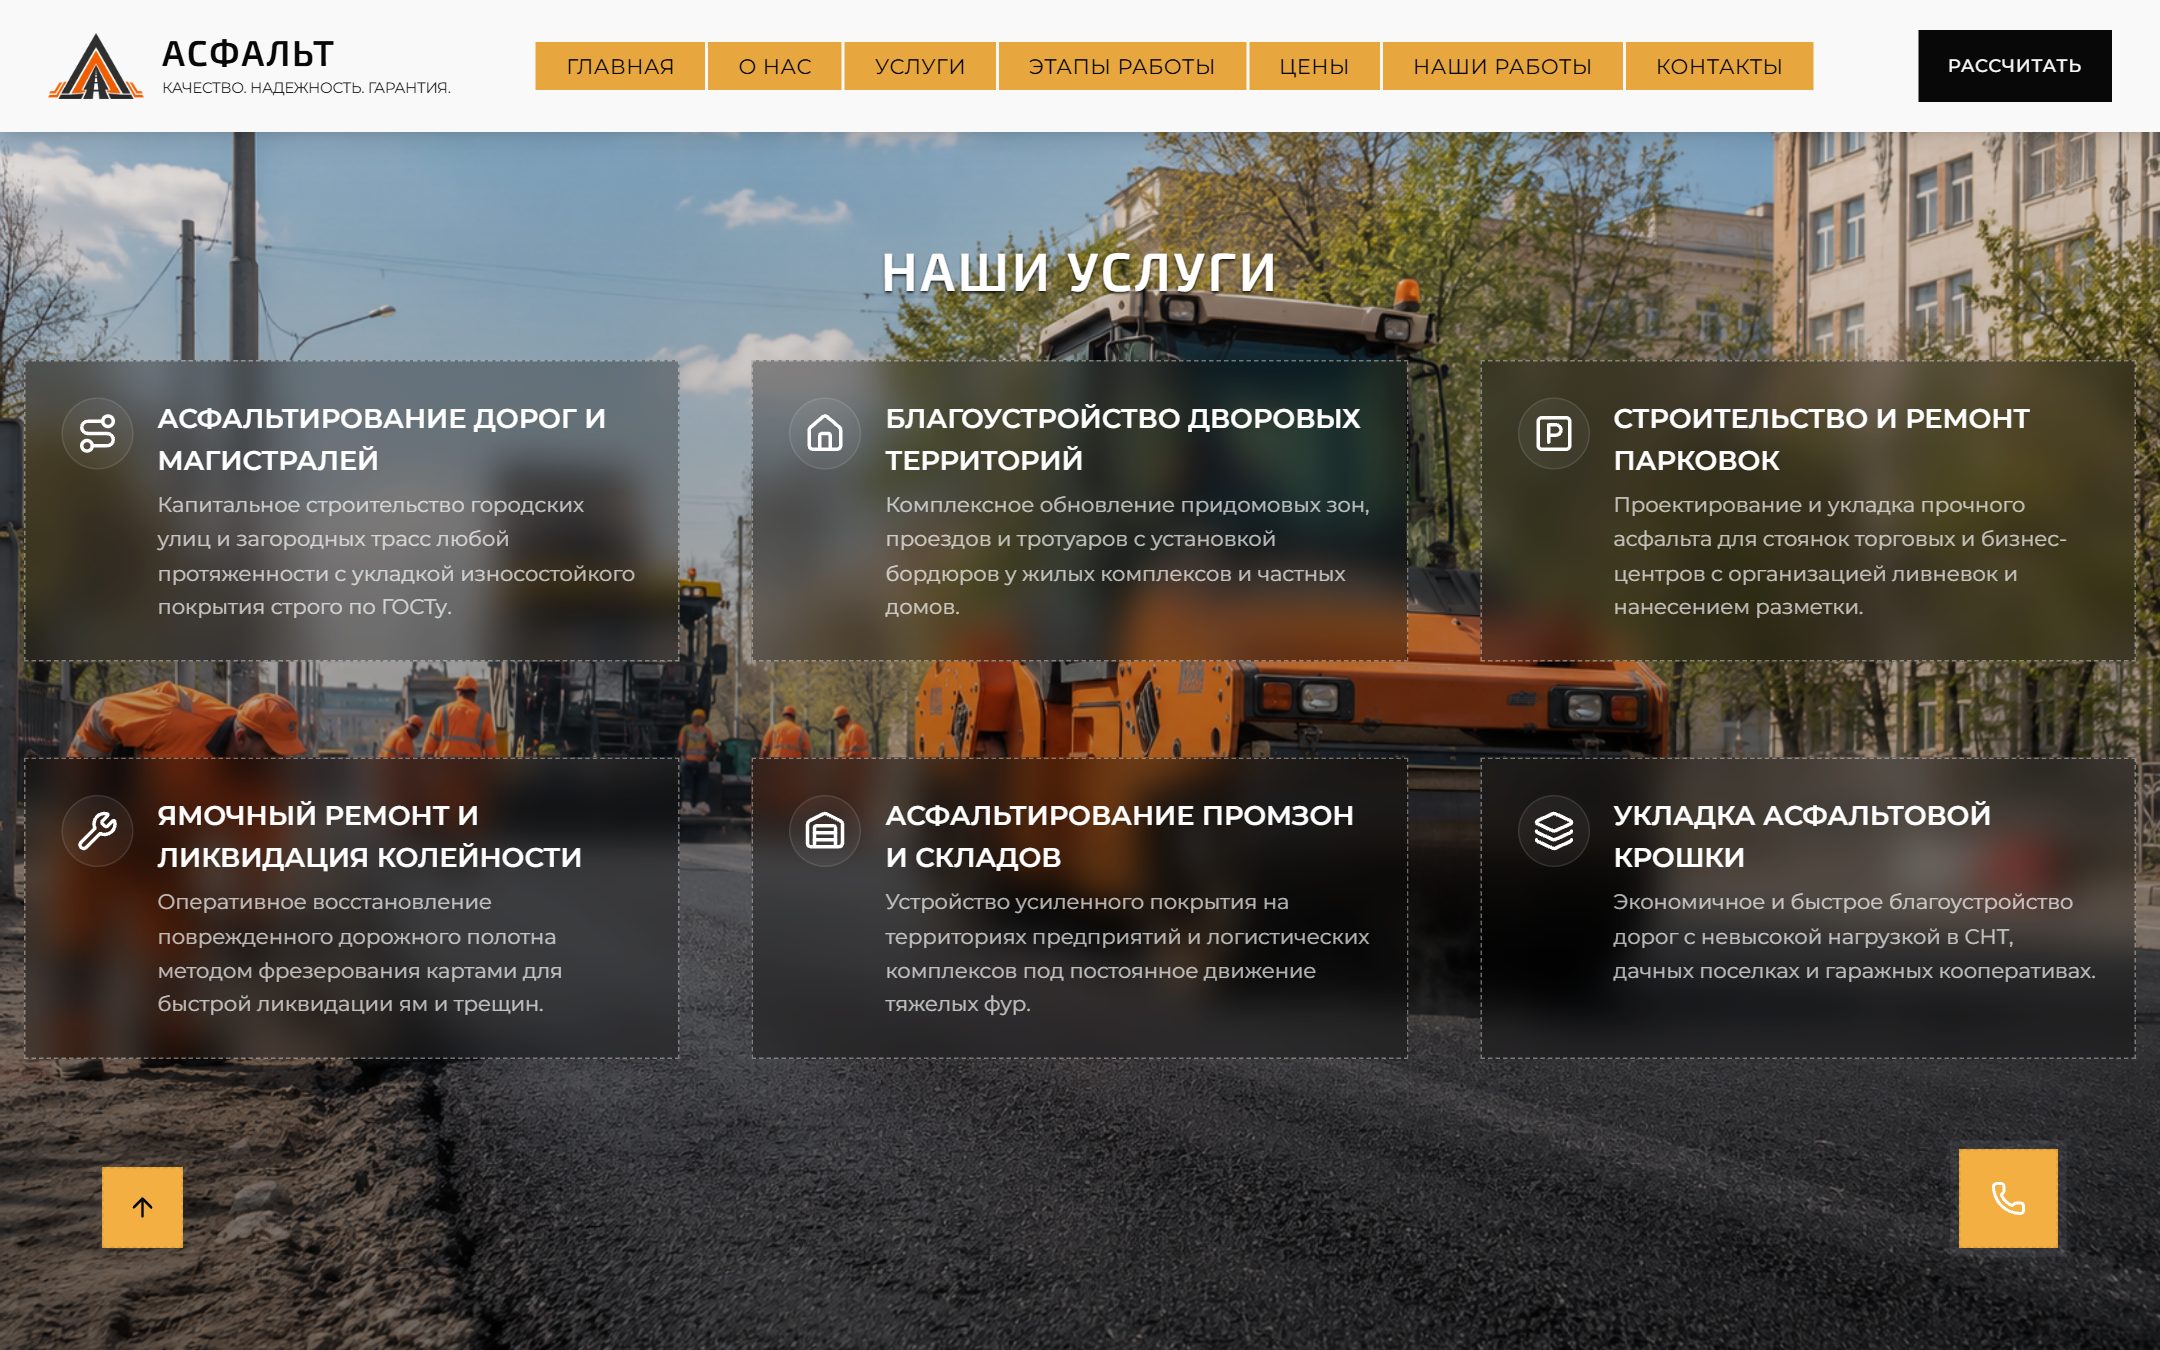 АСФАЛЬТ
КАЧЕСТВО. НАДЕЖНОСТЬ. ГАРАНТИЯ.
ГЛАВНАЯ
О НАС
УСЛУГИ
ЭТАПЫ РАБОТЫ
ЦЕНЫ
НАШИ РАБОТЫ
КОНТАКТЫ
РАССЧИТАТЬ
НАШИ УСЛУГИ
АСФАЛЬТИРОВАНИЕ ДОРОГ И
МАГИСТРАЛЕЙ
Капитальное строительство городских
улиц и загородных трасс любой
протяженности с укладкой износостойкого
покрытия строго по ГОСТу.
БЛАГОУСТРОЙСТВО ДВОРОВЫХ
ТЕРРИТОРИЙ
Комплексное обновление придомовых зон,
проездов и тротуаров с установкой
бордюров у жилых комплексов и частных
домов.
P
СТРОИТЕЛЬСТВО И РЕМОНТ
ПАРКОВОК
Проектирование и укладка прочного
асфальта для стоянок торговых и бизнес-
центров с организацией ливневок и
нанесением разметки.
ЯМОЧНЫЙ РЕМОНТ И
ЛИКВИДАЦИЯ КОЛЕЙНОСТИ
Оперативное восстановление
поврежденного дорожного полотна
методом фрезерования картами для
быстрой ликвидации ям и трещин.
АСФАЛЬТИРОВАНИЕ ПРОМЗОН
И СКЛАДОВ
Устройство усиленного покрытия на
территориях предприятий и логистических
комплексов под постоянное движение
тяжелых фур.
УКЛАДКА АСФАЛЬТОВОЙ
КРОШКИ
Экономичное и быстрое благоустройство
дорог с невысокой нагрузкой в СНТ,
дачных поселках и гаражных кооперативах.